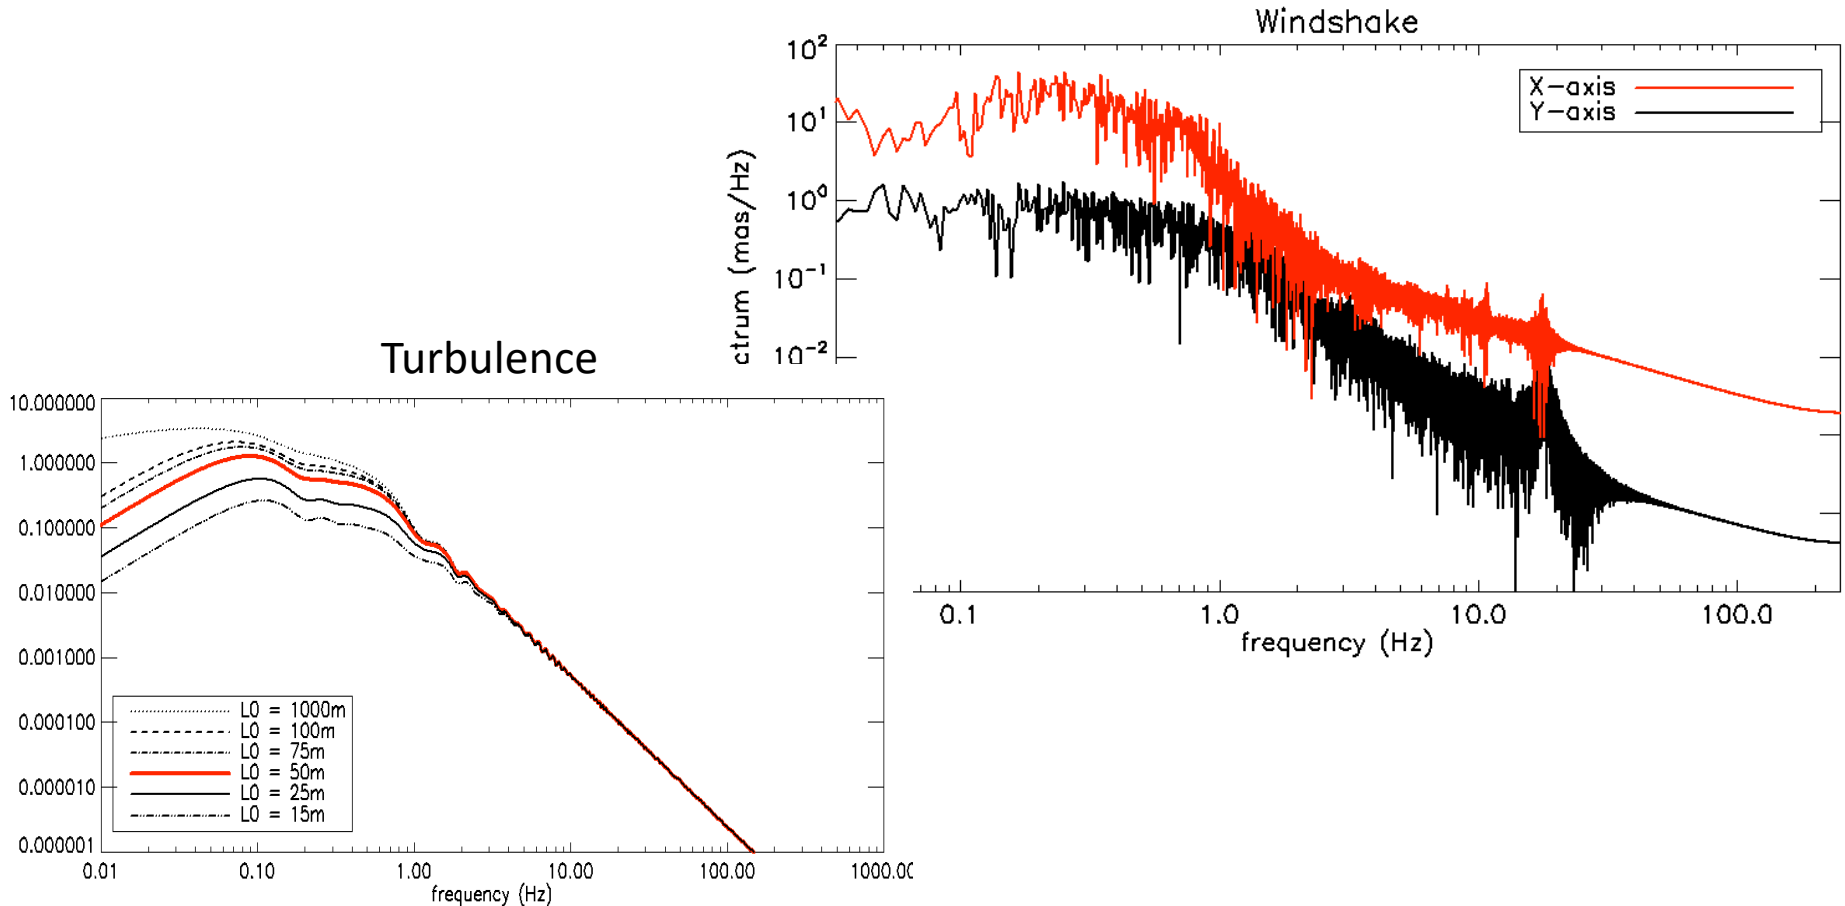 Windshake
10²
10¹
10⁰
10⁻¹
10⁻²
ctrum (mas/Hz)
X-axis
Y-axis
0.1 1.0 10.0 100.0
frequency (Hz)
Turbulence
10.000000
1.000000
0.100000
0.010000
0.001000
0.000100
0.000010
0.000001
L0 = 1000m
L0 = 100m
L0 = 75m
L0 = 50m
L0 = 25m
L0 = 15m
0.01 0.10 1.00 10.00 100.00 1000.00
frequency (Hz)